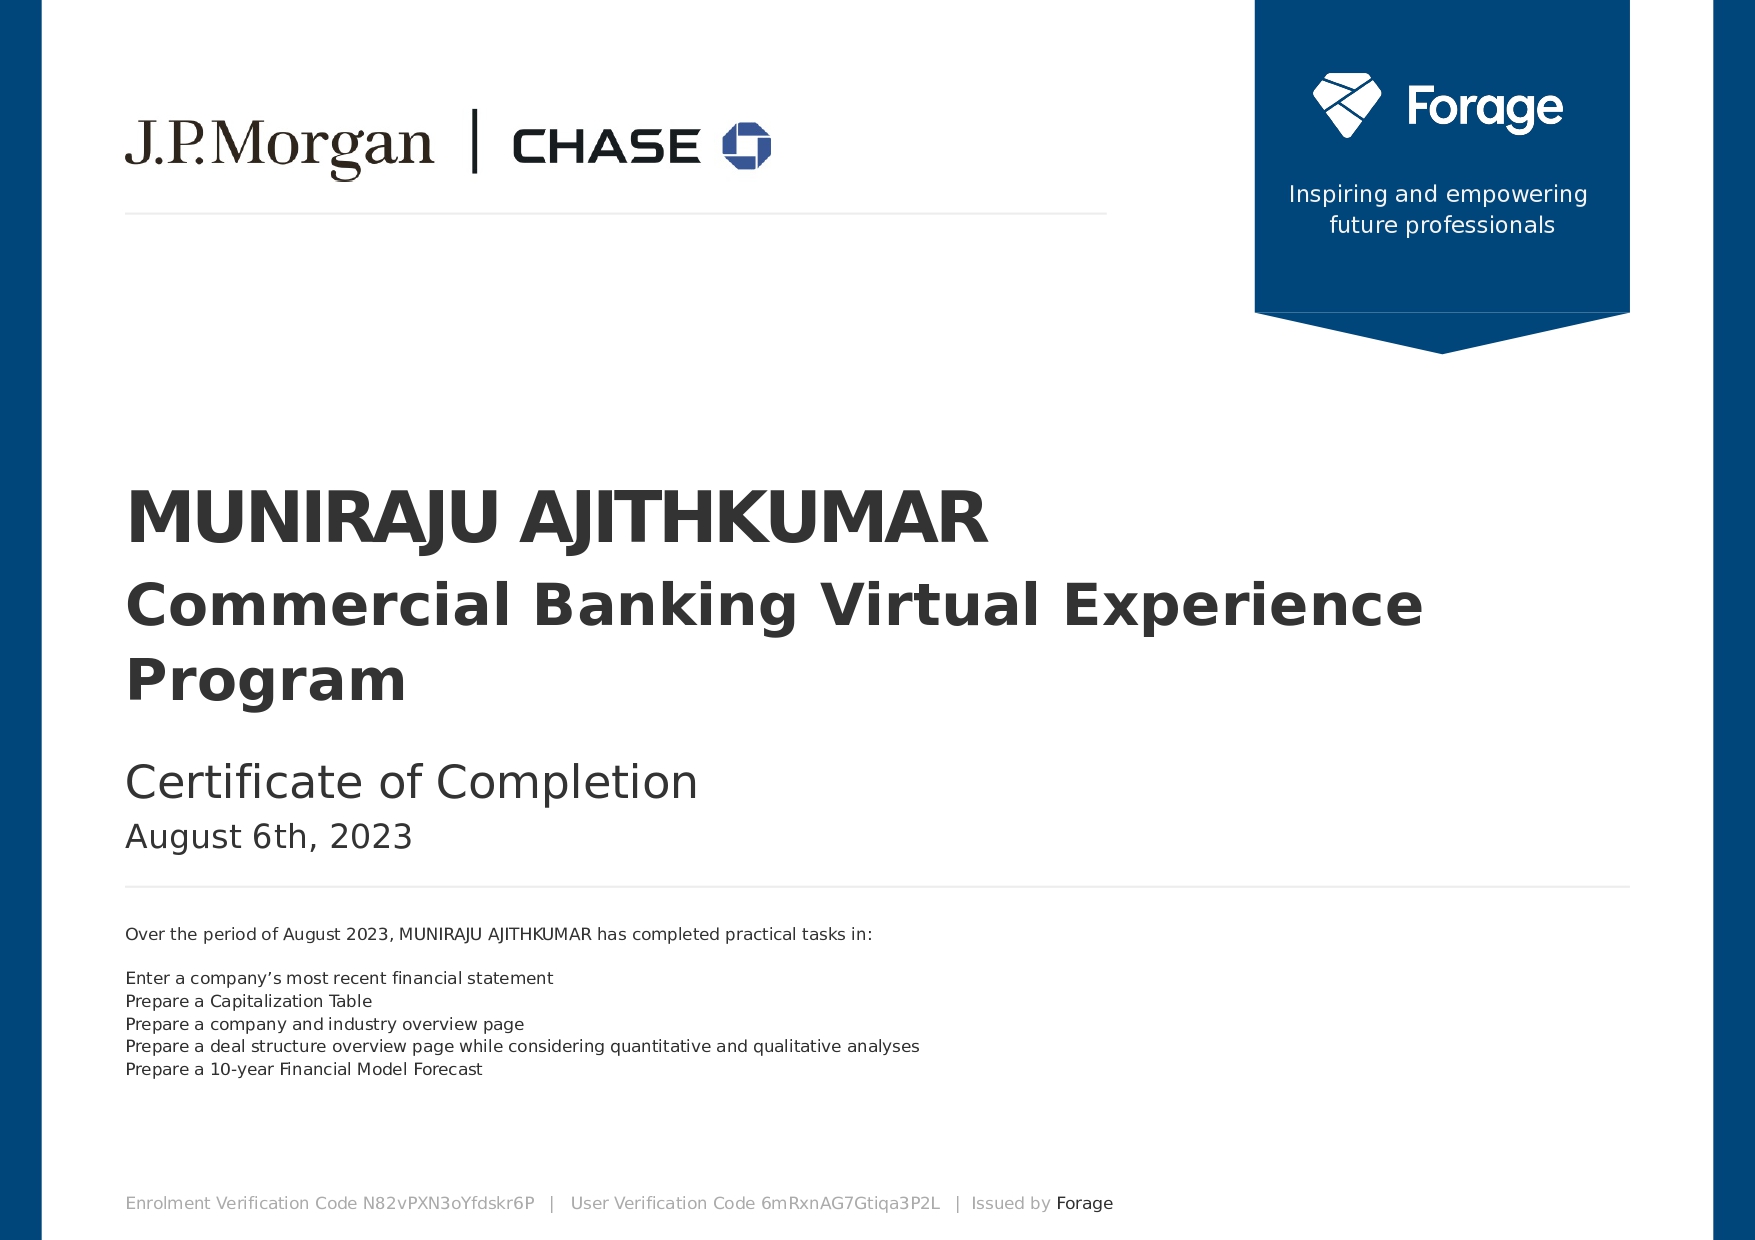 J.P.Morgan | CHASE
Forage
Inspiring and empowering
future professionals
MUNIRAJU AJITHKUMAR
Commercial Banking Virtual Experience
Program
Certificate of Completion
August 6th, 2023
Over the period of August 2023, MUNIRAJU AJITHKUMAR has completed practical tasks in:
Enter a company’s most recent financial statement
Prepare a Capitalization Table
Prepare a company and industry overview page
Prepare a deal structure overview page while considering quantitative and qualitative analyses
Prepare a 10-year Financial Model Forecast
Enrolment Verification Code N82vPXN3oYfdskr6P | User Verification Code 6mRxnAG7Gtiqa3P2L | Issued by Forage